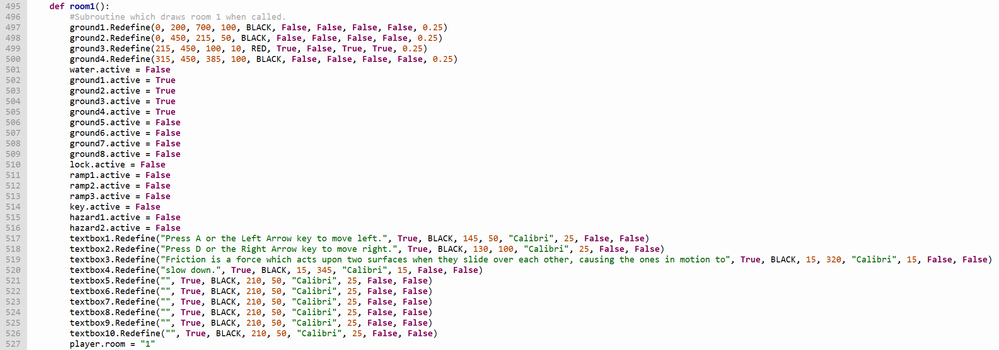 495 def room1():
496 #Subroutine which draws room 1 when called.
497 ground1.Redefine(0, 200, 700, 100, BLACK, False, False, False, False, 0.25)
498 ground2.Redefine(0, 450, 215, 50, BLACK, False, False, False, False, 0.25)
499 ground3.Redefine(215, 450, 100, 10, RED, True, False, True, True, 0.25)
500 ground4.Redefine(315, 450, 385, 100, BLACK, False, False, False, False, 0.25)
501 water.active = False
502 ground1.active = True
503 ground2.active = True
504 ground3.active = True
505 ground4.active = True
506 ground5.active = False
507 ground6.active = False
508 ground7.active = False
509 ground8.active = False
510 lock.active = False
511 ramp1.active = False
512 ramp2.active = False
513 ramp3.active = False
514 key.active = False
515 hazard1.active = False
516 hazard2.active = False
517 textbox1.Redefine("Press A or the Left Arrow key to move left.", True, BLACK, 145, 50, "Calibri", 25, False, False)
518 textbox2.Redefine("Press D or the Right Arrow key to move right.", True, BLACK, 130, 100, "Calibri", 25, False, False)
519 textbox3.Redefine("Friction is a force which acts upon two surfaces when they slide over each other, causing the ones in motion to", True, BLACK, 15, 320, "Calibri", 15, False, False)
520 textbox4.Redefine("slow down.", True, BLACK, 15, 345, "Calibri", 15, False, False)
521 textbox5.Redefine("", True, BLACK, 210, 50, "Calibri", 25, False, False)
522 textbox6.Redefine("", True, BLACK, 210, 50, "Calibri", 25, False, False)
523 textbox7.Redefine("", True, BLACK, 210, 50, "Calibri", 25, False, False)
524 textbox8.Redefine("", True, BLACK, 210, 50, "Calibri", 25, False, False)
525 textbox9.Redefine("", True, BLACK, 210, 50, "Calibri", 25, False, False)
526 textbox10.Redefine("", True, BLACK, 210, 50, "Calibri", 25, False, False)
527 player.room = "1"